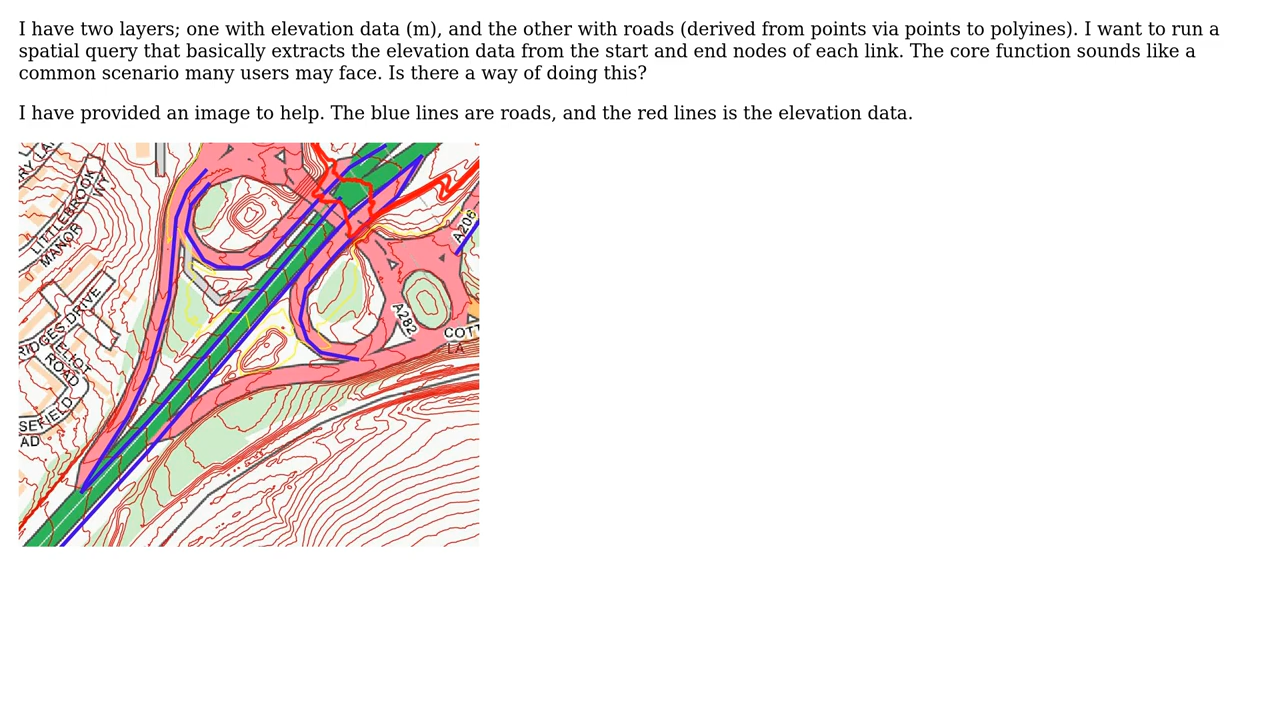 I have two layers; one with elevation data (m), and the other with roads (derived from points via points to polyines). I want to run a
spatial query that basically extracts the elevation data from the start and end nodes of each link. The core function sounds like a
common scenario many users may face. Is there a way of doing this?
I have provided an image to help. The blue lines are roads, and the red lines is the elevation data.
LITTLEBROOK
MANOR
A206
A282
ROAD
COTT
LA
SEFIELD
AD